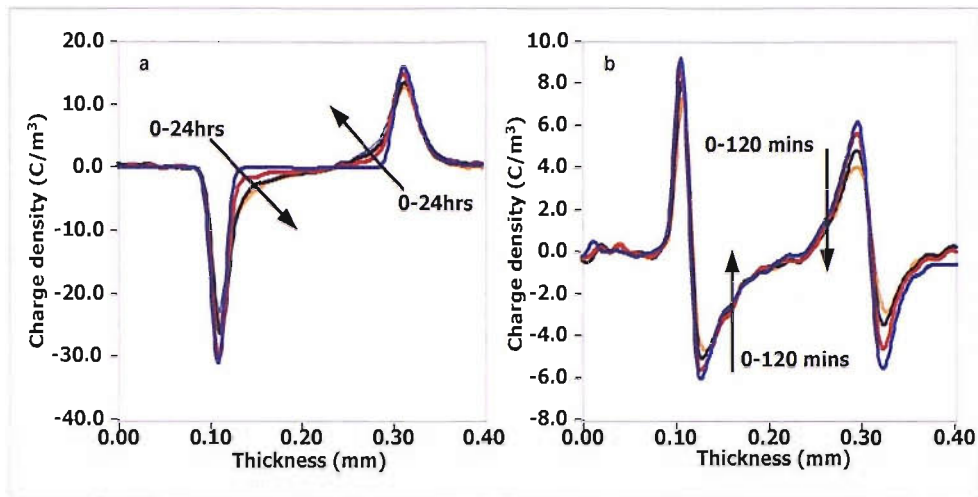 a
20.0
10.0
0.0
-10.0
-20.0
-30.0
-40.0
Charge density (C/m³)
0-24hrs
0-24hrs
0.00 0.10 0.20 0.30 0.40
Thickness (mm)
b
10.0
8.0
6.0
4.0
2.0
0.0
-2.0
-4.0
-6.0
-8.0
Charge density (C/m³)
0-120 mins
0-120 mins
0.00 0.10 0.20 0.30 0.40
Thickness (mm)